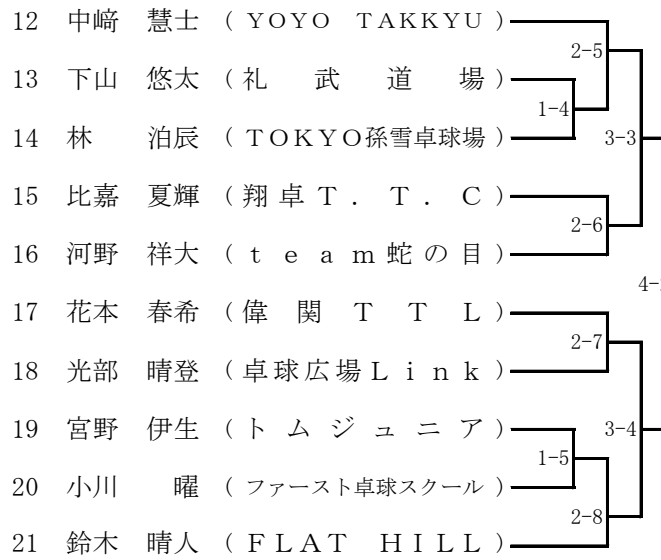 12 中﨑 慧士 (YOYO TAKKYU)
2-5
13 下山 悠太 (礼武道場)
1-4
14 林 泊辰 (TOKYO孫雪卓球場)
3-3
15 比嘉 夏輝 (翔卓T.T.C)
2-6
16 河野 祥大 (team蛇の目)
17 花本 春希 (偉関TTL)
2-7
18 光部 晴登 (卓球広場Link)
19 宮野 伊生 (トムジュニア)
3-4
1-5
20 小川 曜 (ファースト卓球スクール)
2-8
21 鈴木 晴人 (FLAT HILL)